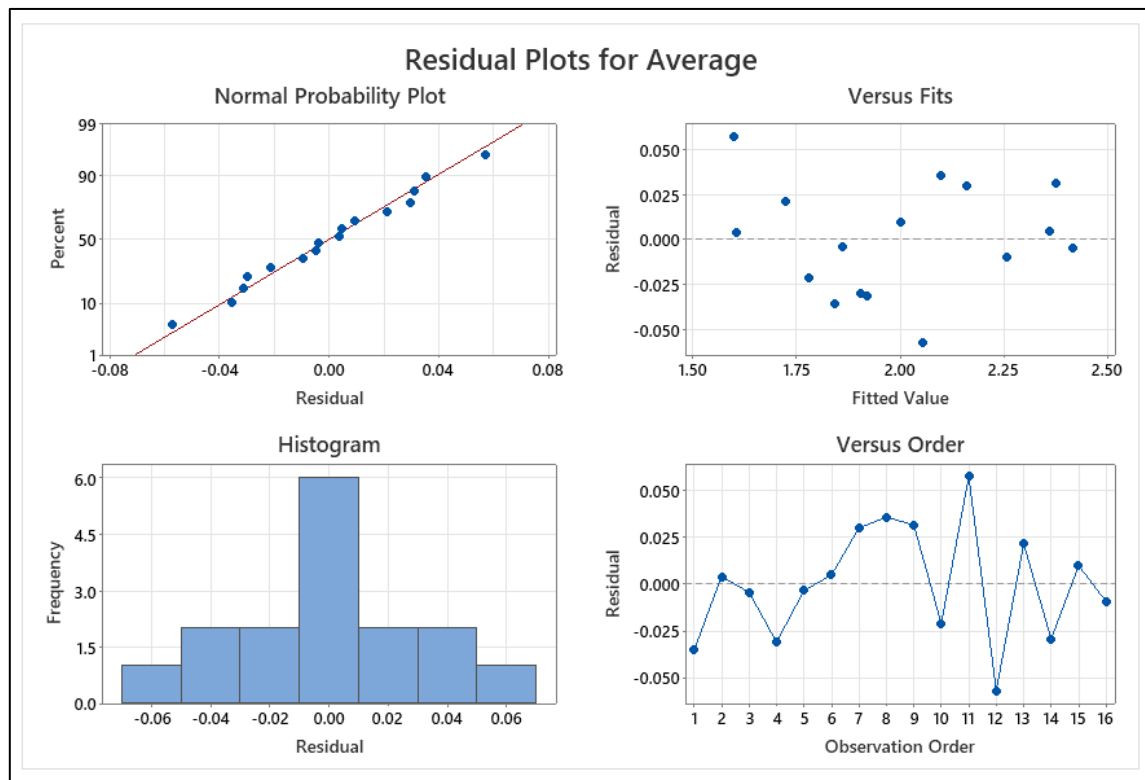 Residual Plots for Average
Normal Probability Plot
99
90
50
10
1
Percent
-0.08 -0.04 0.00 0.04 0.08
Residual
Versus Fits
0.050
0.025
0.000
-0.025
-0.050
Residual
1.50 1.75 2.00 2.25 2.50
Fitted Value
Histogram
6.0
4.5
3.0
1.5
0.0
Frequency
-0.06 -0.04 -0.02 0.00 0.02 0.04 0.06
Residual
Versus Order
0.050
0.025
0.000
-0.025
-0.050
Residual
1 2 3 4 5 6 7 8 9 10 11 12 13 14 15 16
Observation Order